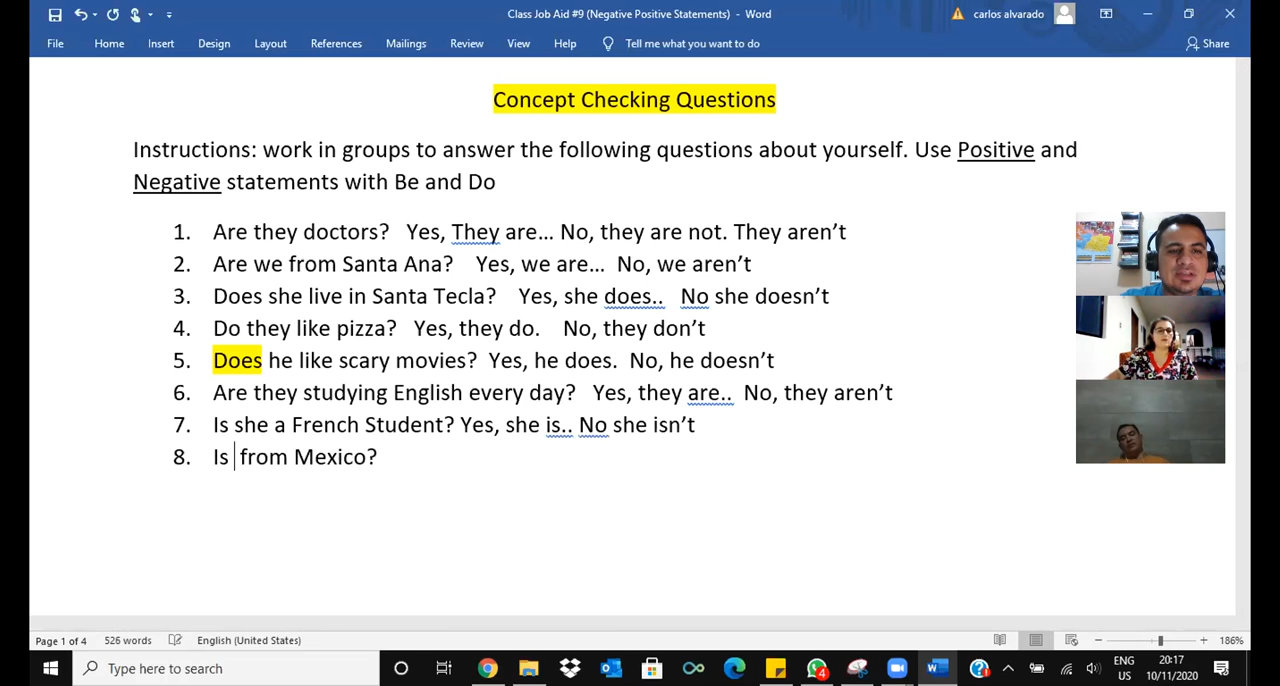 Class Job Aid #9 (Negative Positive Statements) - Word
carlos alvarado
File Home Insert Design Layout References Mailings Review View Help Tell me what you want to do Share
Concept Checking Questions
Instructions: work in groups to answer the following questions about yourself. Use Positive and
Negative statements with Be and Do
1. Are they doctors? Yes, They are... No, they are not. They aren't
2. Are we from Santa Ana? Yes, we are... No, we aren't
3. Does she live in Santa Tecla? Yes, she does.. No she doesn't
4. Do they like pizza? Yes, they do. No, they don't
5. Does he like scary movies? Yes, he does. No, he doesn't
6. Are they studying English every day? Yes, they are.. No, they aren't
7. Is she a French Student? Yes, she is.. No she isn't
8. Is from Mexico?
Page 1 of 4 526 words English (United States) 186%
Type here to search
4
ENG 20:17
US 10/11/2020